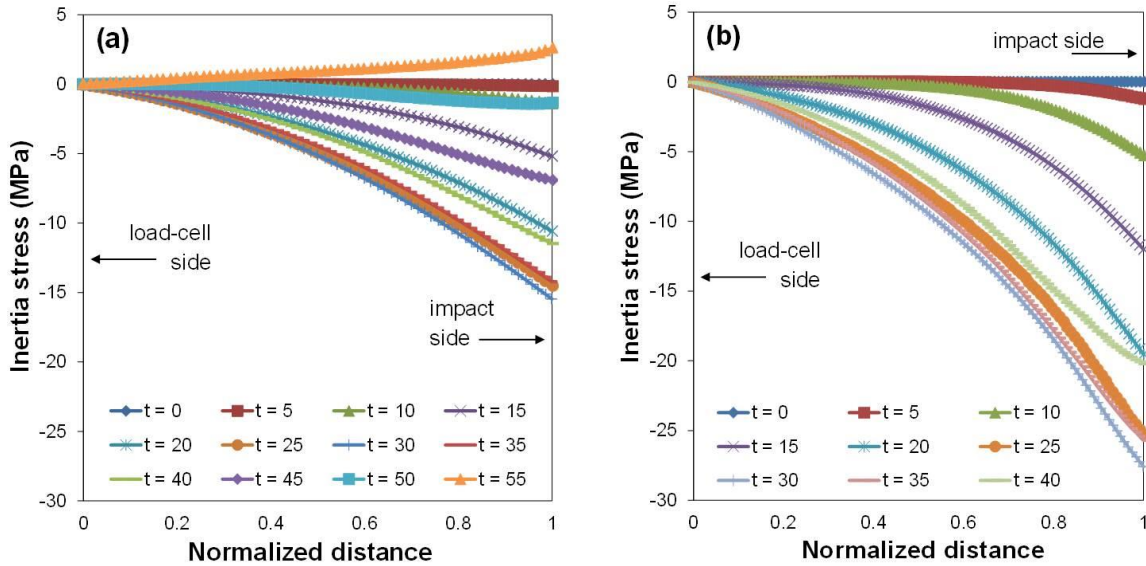 (a)
5
0
-5
-10
-15
-20
-25
-30
Inertia stress (MPa)
load-cell
side
impact
side
t = 0 t = 5 t = 10 t = 15
t = 20 t = 25 t = 30 t = 35
t = 40 t = 45 t = 50 t = 55
0 0.2 0.4 0.6 0.8 1
Normalized distance
(b)
5
0
-5
-10
-15
-20
-25
-30
Inertia stress (MPa)
impact side
load-cell
side
t = 0 t = 5 t = 10
t = 15 t = 20 t = 25
t = 30 t = 35 t = 40
0 0.2 0.4 0.6 0.8 1
Normalized distance